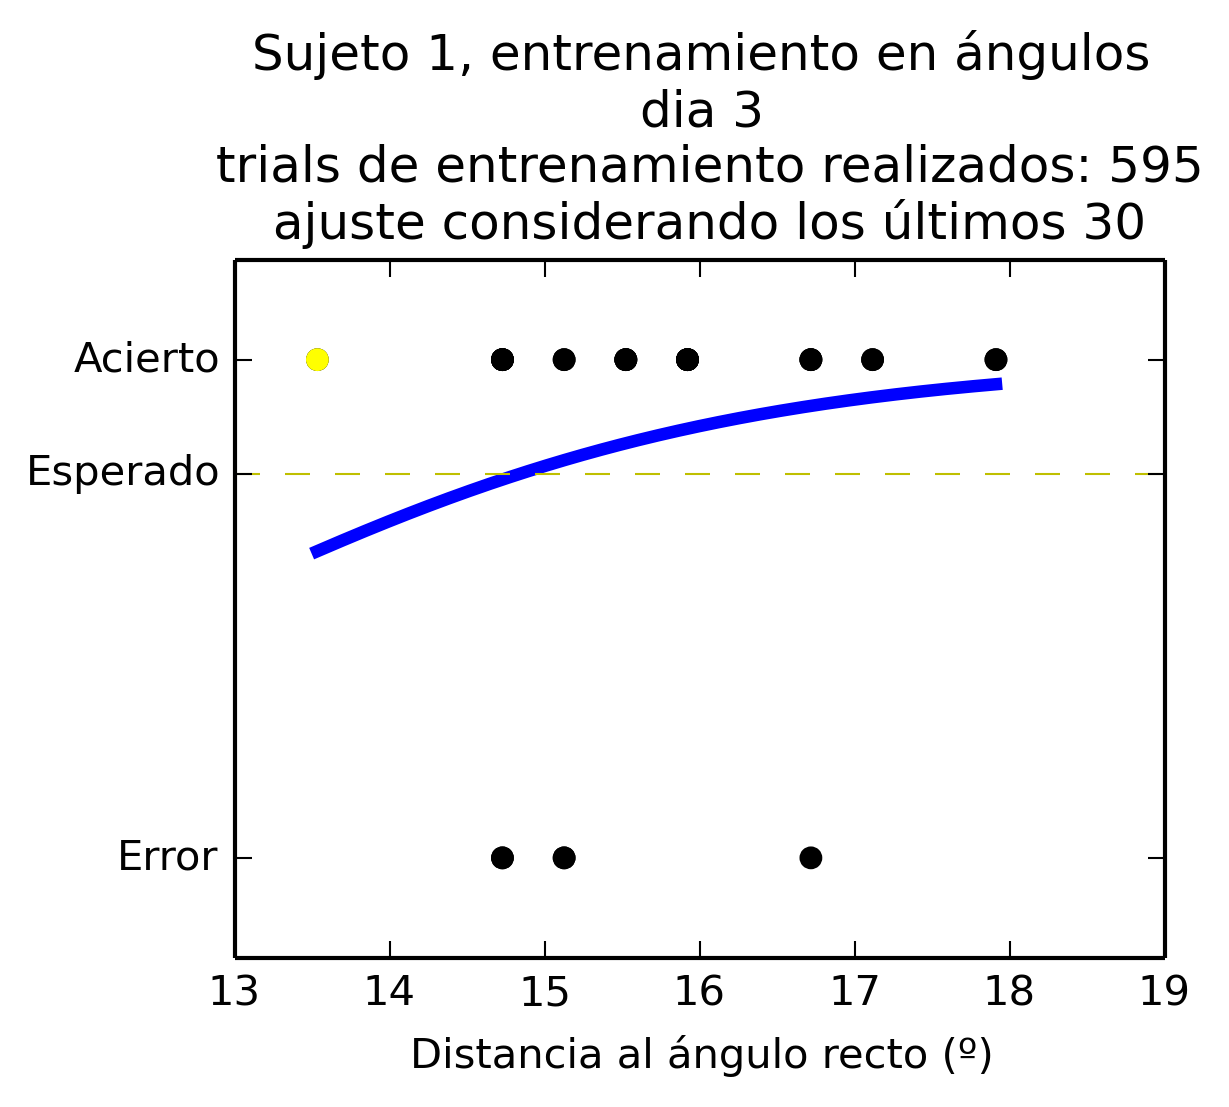 Sujeto 1, entrenamiento en ángulos
dia 3
trials de entrenamiento realizados: 595
ajuste considerando los últimos 30
Acierto
Esperado
Error
13 14 15 16 17 18 19
Distancia al ángulo recto (º)